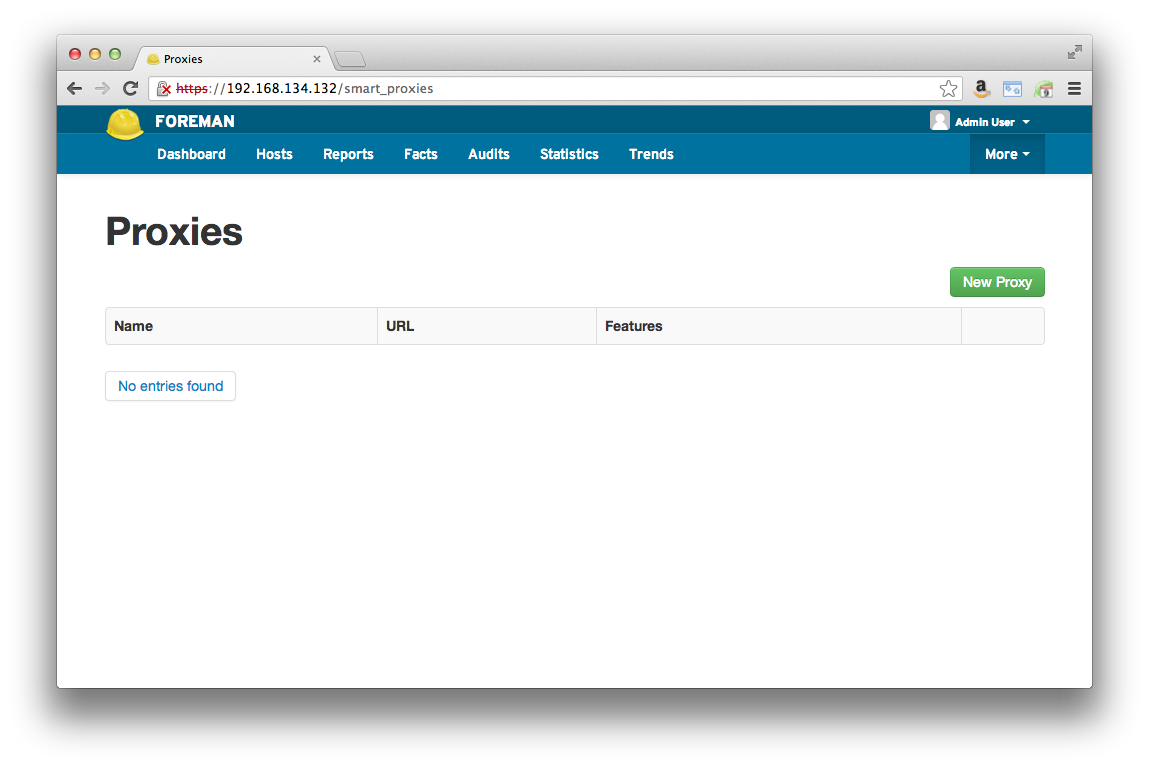 Proxies
https://192.168.134.132/smart_proxies
FOREMAN
Admin User
Dashboard Hosts Reports Facts Audits Statistics Trends More
Proxies
New Proxy
Name URL Features
No entries found